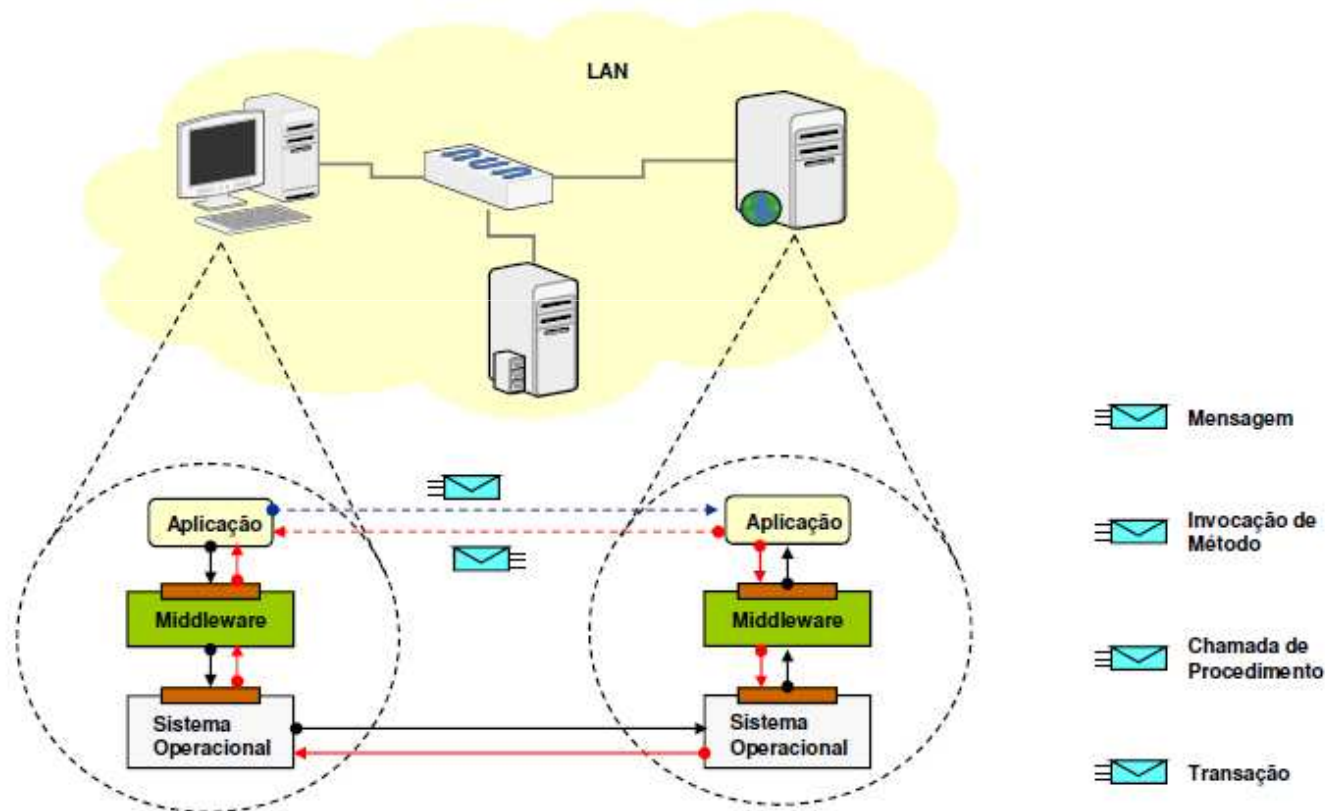 LAN
Mensagem
Aplicação
Aplicação
Invocação de
Método
Middleware
Middleware
Chamada de
Procedimento
Sistema
Operacional
Sistema
Operacional
Transação